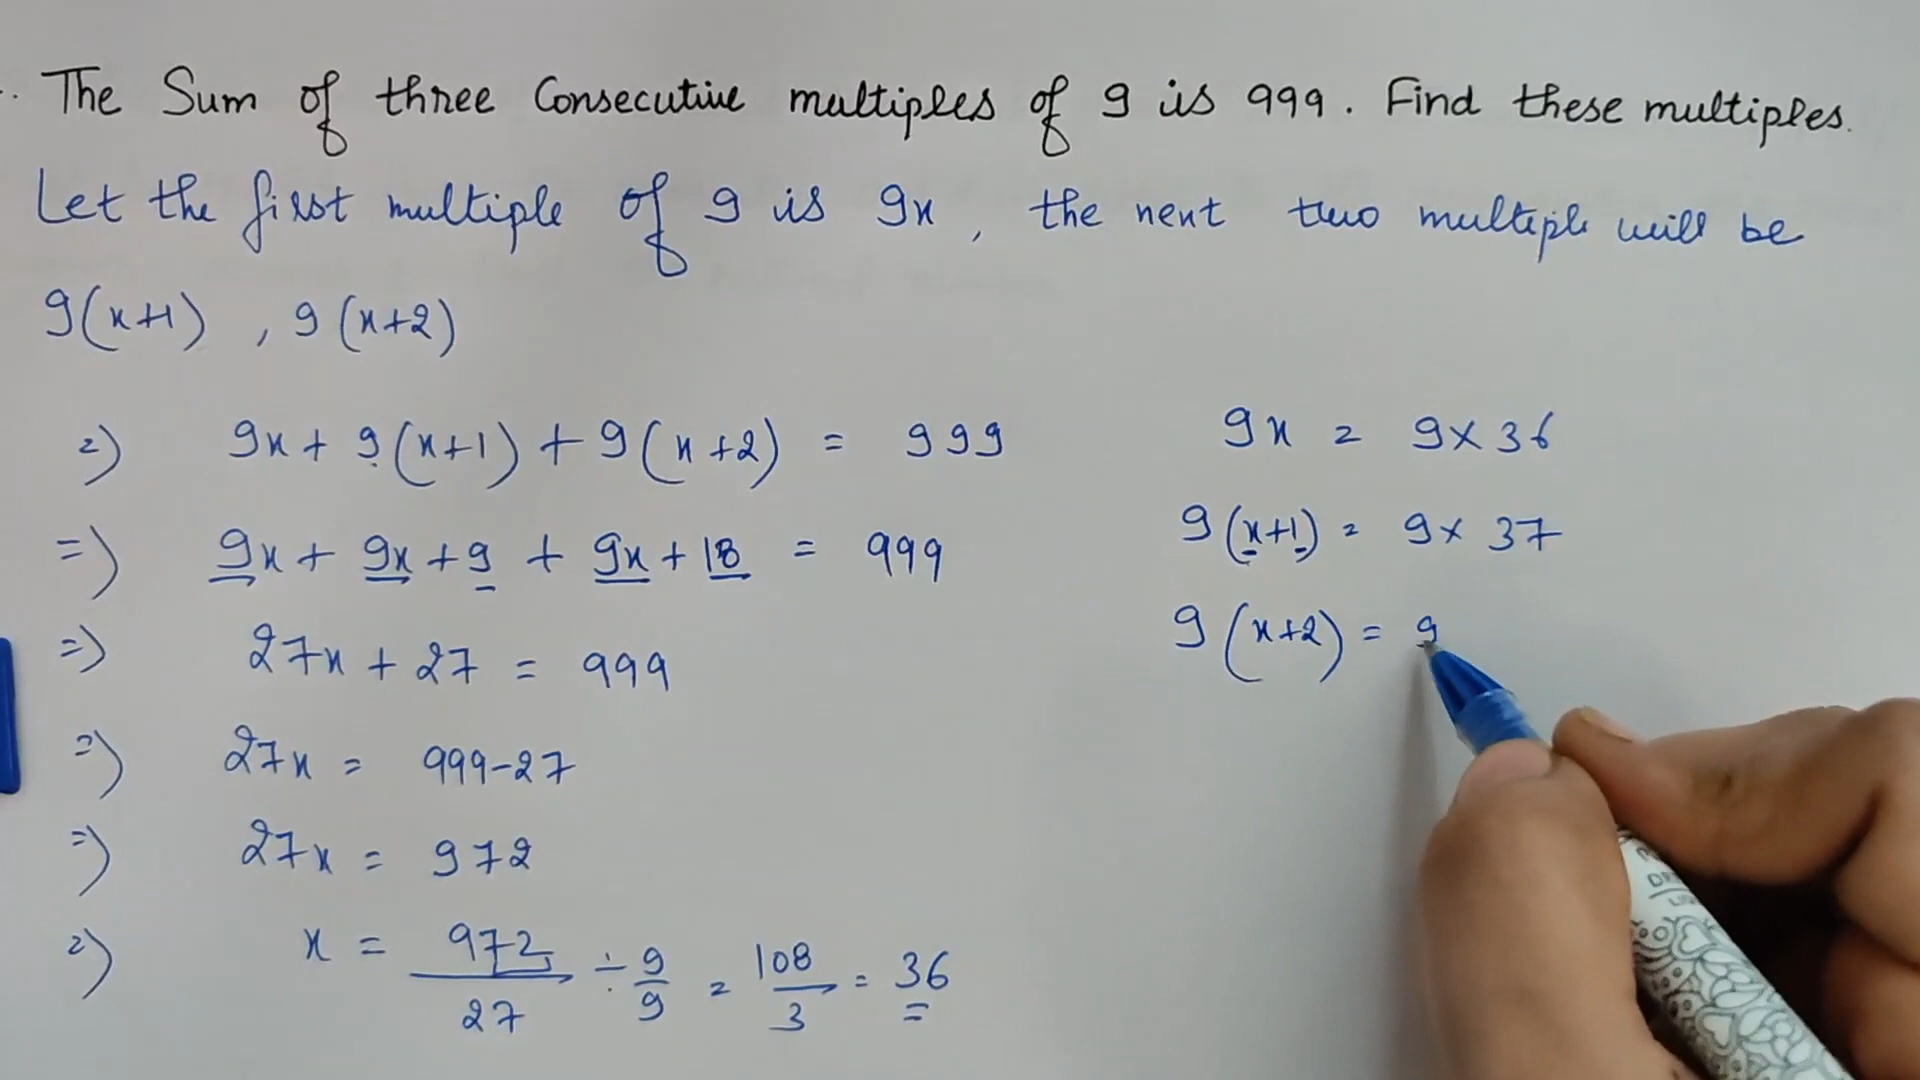 The Sum of three Consecutive multiples of 9 is 999. Find these multiples.
Let the first multiple of 9 is 9x, the next two multiple will be
9(x+1), 9(x+2)
=> 9x + 9(x+1) + 9(x+2) = 999
=> 9x + 9x + 9 + 9x + 18 = 999
=> 27x + 27 = 999
=> 27x = 999-27
=> 27x = 972
=> x = 972/27 ÷ 9/9 = 108/3 = 36
9x = 9x36
9(x+1) = 9x 37
9(x+2) = 9